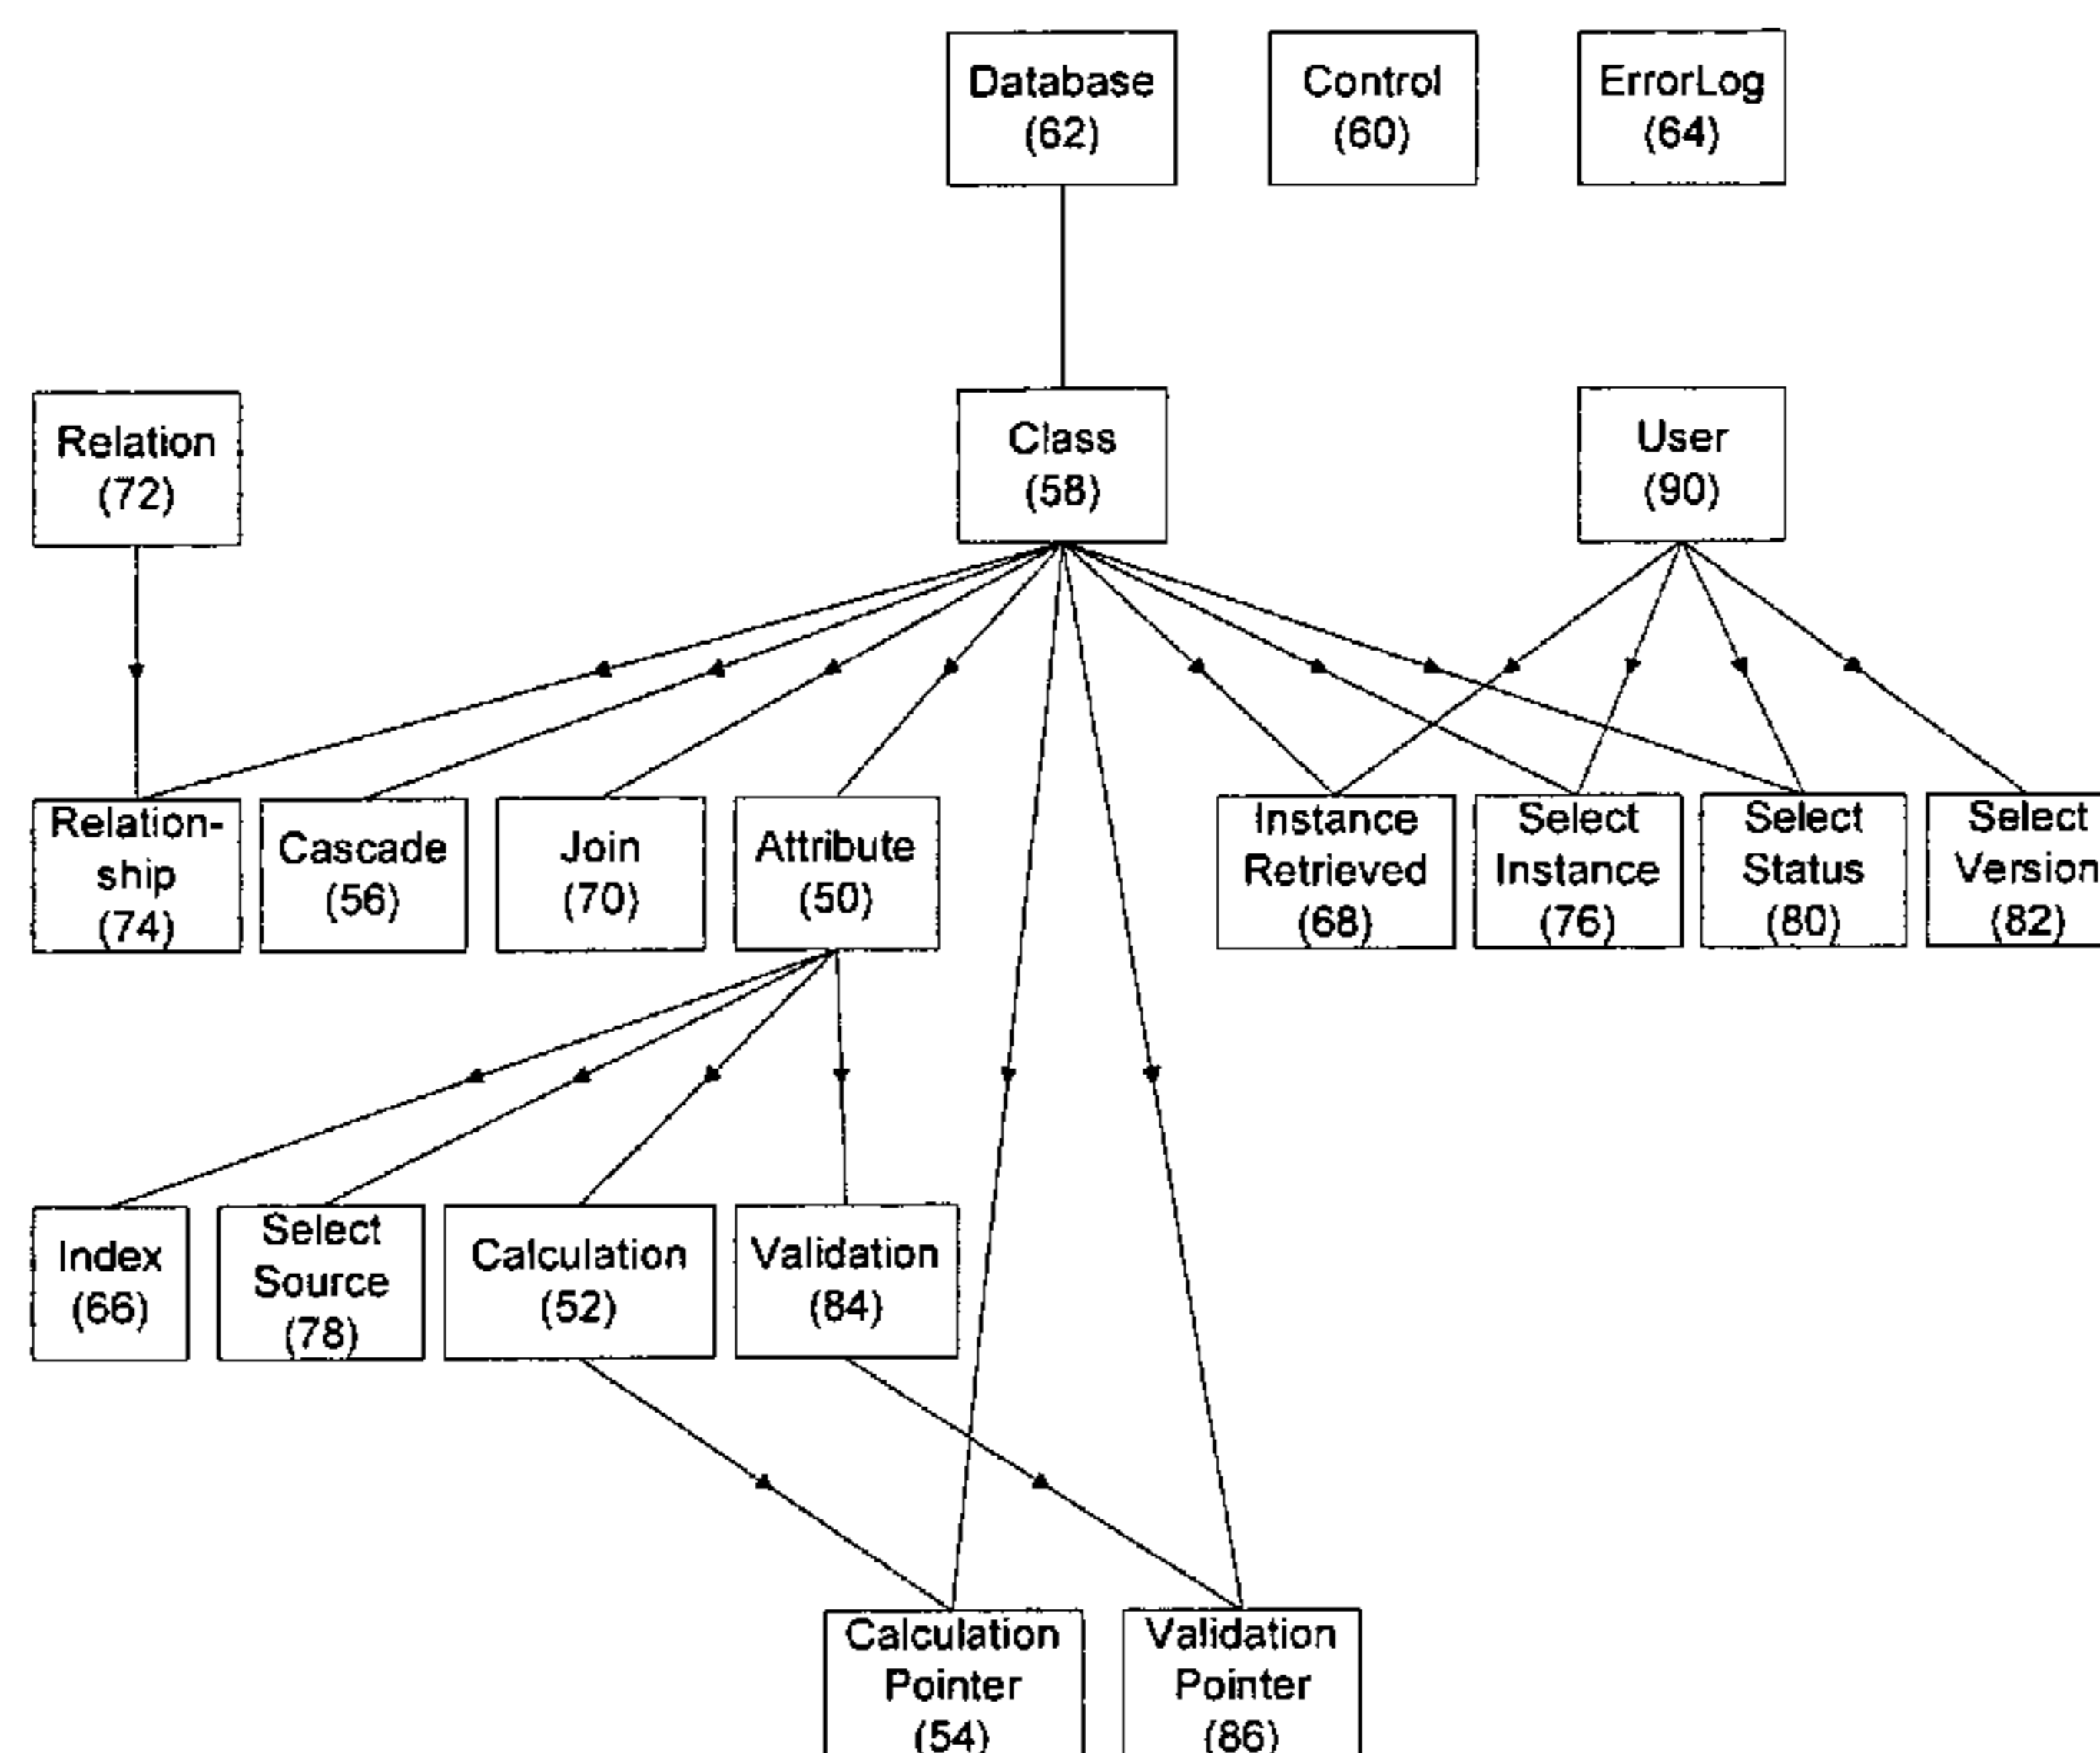 Database
(62)
Control
(60)
ErrorLog
(64)
Relation
(72)
Class
(58)
User
(90)
Relation-
ship
(74)
Cascade
(56)
Join
(70)
Attribute
(50)
Instance
Retrieved
(68)
Select
Instance
(76)
Select
Status
(80)
Select
Version
(82)
Index
(66)
Select
Source
(78)
Calculation
(52)
Validation
(84)
Calculation
Pointer
(54)
Validation
Pointer
(86)